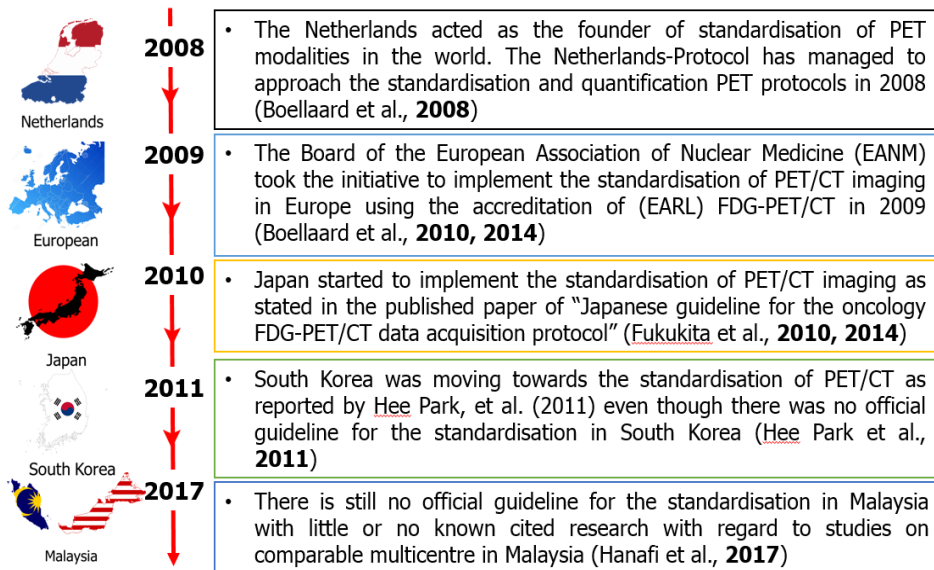 2008
• The Netherlands acted as the founder of standardisation of PET
modalities in the world. The Netherlands-Protocol has managed to
approach the standardisation and quantification PET protocols in 2008
(Boellaard et al., 2008)
Netherlands
2009
• The Board of the European Association of Nuclear Medicine (EANM)
took the initiative to implement the standardisation of PET/CT imaging
in Europe using the accreditation of (EARL) FDG-PET/CT in 2009
(Boellaard et al., 2010, 2014)
European
2010
• Japan started to implement the standardisation of PET/CT imaging as
stated in the published paper of “Japanese guideline for the oncology
FDG-PET/CT data acquisition protocol” (Fukukita et al., 2010, 2014)
Japan
2011
• South Korea was moving towards the standardisation of PET/CT as
reported by Hee Park, et al. (2011) even though there was no official
guideline for the standardisation in South Korea (Hee Park et al.,
2011)
South Korea
2017
• There is still no official guideline for the standardisation in Malaysia
with little or no known cited research with regard to studies on
comparable multicentre in Malaysia (Hanafi et al., 2017)
Malaysia